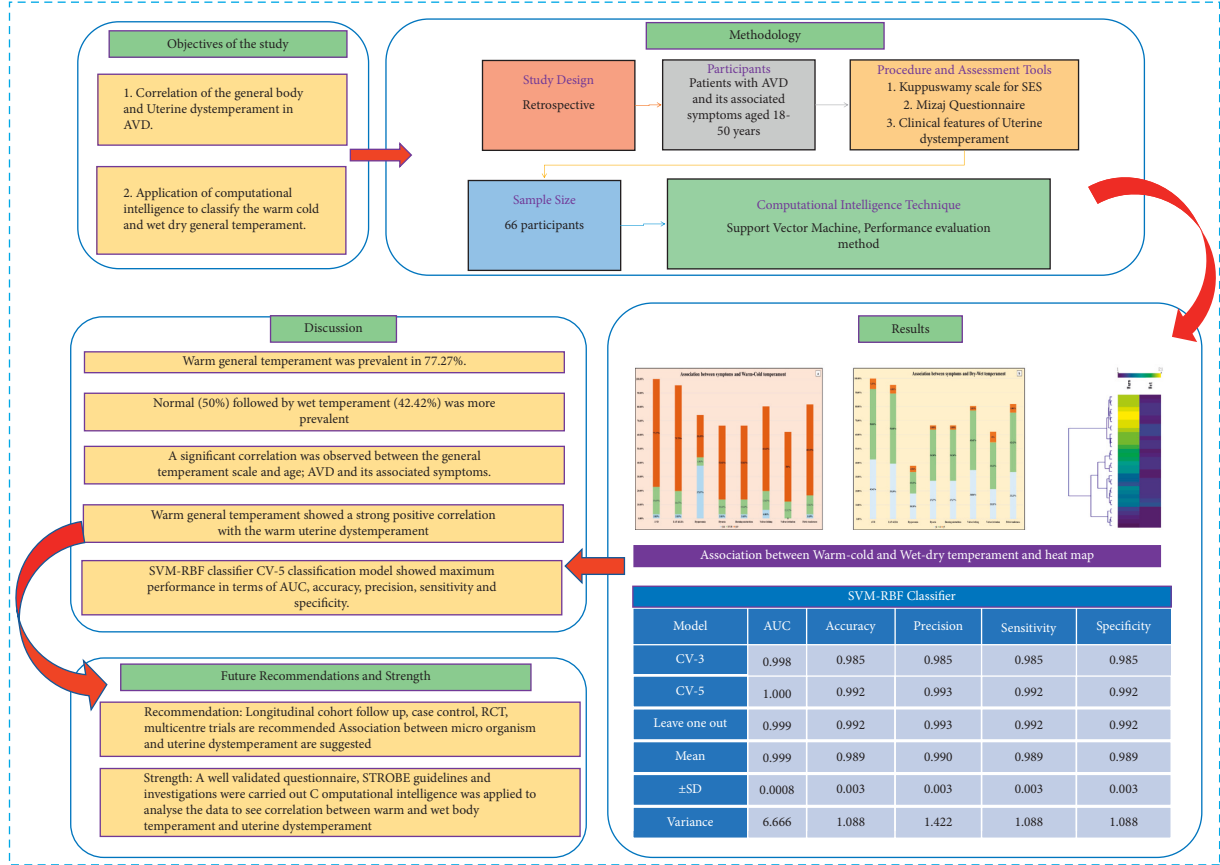 Objectives of the study
1. Correlation of the general body
and Uterine dystemperament in
AVD.
2. Application of computational
intelligence to classify the warm cold
and wet dry general temperament.
Methodology
Study Design
Retrospective
Participants
Patients with AVD
and its associated
symptoms aged 18-
50 years
Procedure and Assessment Tools
1. Kuppuswamy scale for SES
2. Mizaj Questionnaire
3. Clinical features of Uterine
dystemperament
Sample Size
66 participants
Computational Intelligence Technique
Support Vector Machine, Performance evaluation
method
Results
Association between symptoms and Warm-Cold temperament
Association between symptoms and Dry-Wet temperament
Association between Warm-cold and Wet-dry temperament and heat map
SVM-RBF Classifier
Model AUC Accuracy Precision Sensitivity Specificity
CV-3 0.998 0.985 0.985 0.985 0.985
CV-5 1.000 0.992 0.993 0.992 0.992
Leave one out 0.999 0.992 0.993 0.992 0.992
Mean 0.999 0.989 0.990 0.989 0.989
±SD 0.0008 0.003 0.003 0.003 0.003
Variance 6.666 1.088 1.422 1.088 1.088
Discussion
Warm general temperament was prevalent in 77.27%.
Normal (50%) followed by wet temperament (42.42%) was more
prevalent
A significant correlation was observed between the general
temperament scale and age; AVD and its associated symptoms.
Warm general temperament showed a strong positive correlation
with the warm uterine dystemperament
SVM-RBF classifier CV-5 classification model showed maximum
performance in terms of AUC, accuracy, precision, sensitivity and
specificity.
Future Recommendations and Strength
Recommendation: Longitudinal cohort follow up, case control, RCT,
multicentre trials are recommended Association between micro organism
and uterine dystemperament are suggested
Strength: A well validated questionnaire, STROBE guidelines and
investigations were carried out C omputational intelligence was applied to
analyse the data to see correlation between warm and wet body
temperament and uterine dystemperament